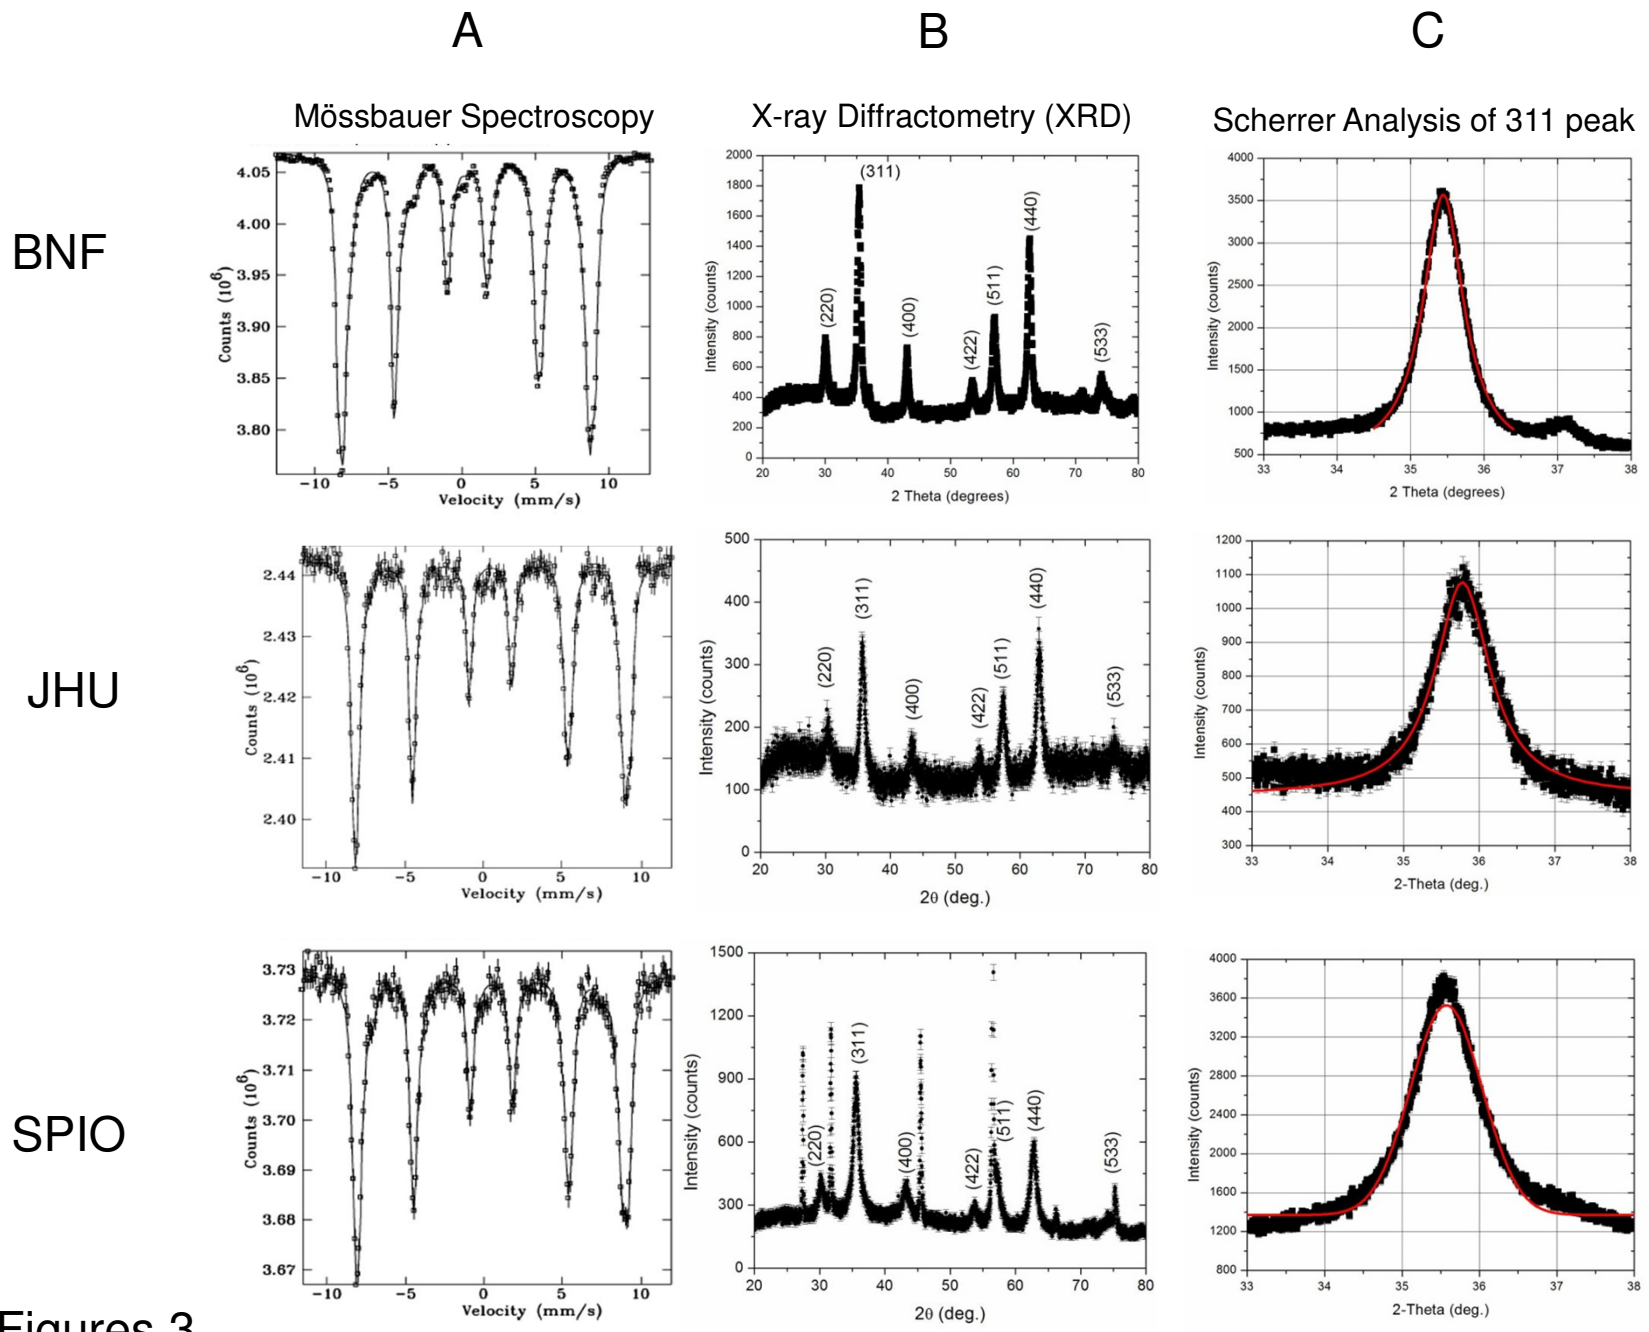 A B C
Mössbauer Spectroscopy X-ray Diffractometry (XRD) Scherrer Analysis of 311 peak
BNF
4.05
4.00
3.95
3.90
3.85
3.80
Counts (10⁶)
−10 −5 0 5 10
Velocity (mm/s)
2000
1800
1600
1400
1200
1000
800
600
400
200
0
Intensity (counts)
(220) (311) (400) (422) (511) (440) (533)
20 30 40 50 60 70 80
2 Theta (degrees)
4000
3500
3000
2500
2000
1500
1000
500
Intensity (counts)
33 34 35 36 37 38
2 Theta (degrees)
JHU
2.44
2.43
2.42
2.41
2.40
Counts (10⁶)
−10 −5 0 5 10
Velocity (mm/s)
500
400
300
200
100
0
Intensity (counts)
(220) (311) (400) (422) (511) (440) (533)
20 30 40 50 60 70 80
2θ (deg.)
1200
1100
1000
900
800
700
600
500
400
300
Intensity (counts)
33 34 35 36 37 38
2-Theta (deg.)
SPIO
3.73
3.72
3.71
3.70
3.69
3.68
3.67
Counts (10⁶)
−10 −5 0 5 10
Velocity (mm/s)
1500
1200
900
600
300
0
Intensity (counts)
(220) (311) (400) (422) (511) (440) (533)
20 30 40 50 60 70 80
2θ (deg.)
4000
3600
3200
2800
2400
2000
1600
1200
800
Intensity (counts)
33 34 35 36 37 38
2-Theta (deg.)
Figures 3